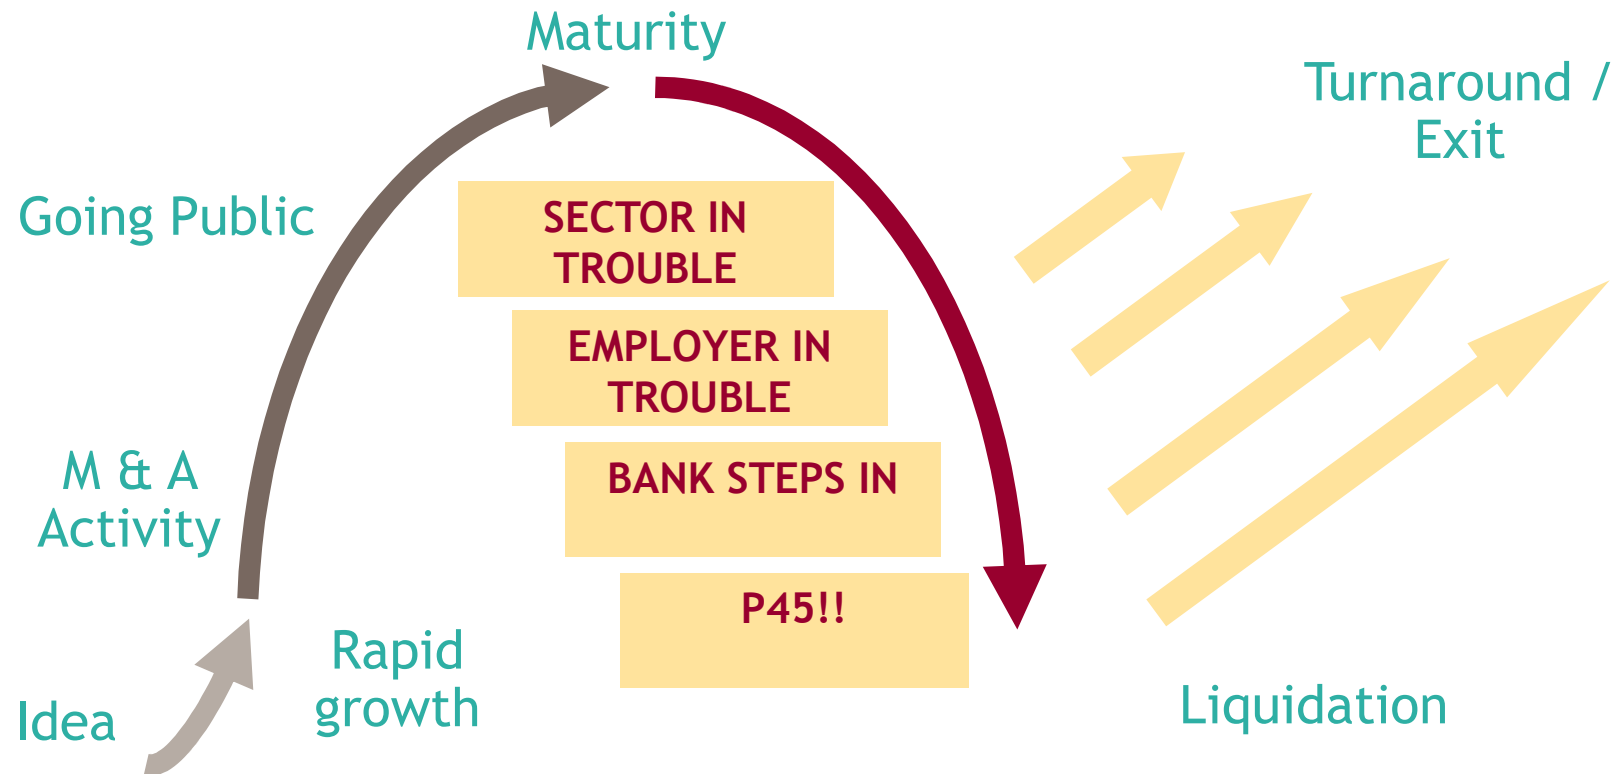 Maturity
Turnaround /
Exit
Going Public
SECTOR IN
TROUBLE
EMPLOYER IN
TROUBLE
M & A
Activity
BANK STEPS IN
P45!!
Rapid
growth
Idea
Liquidation